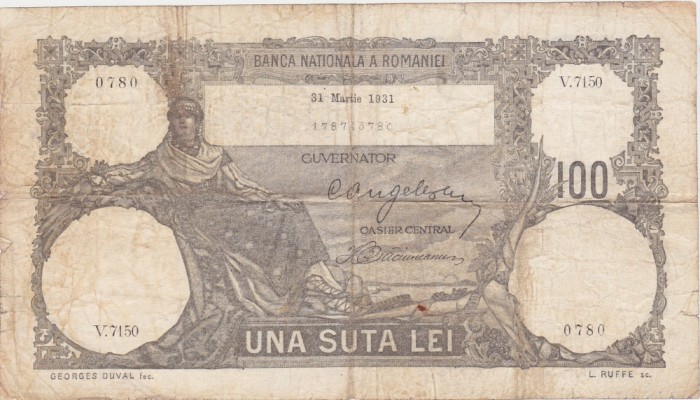 BANCA NATIONALA A ROMANIEI
0780
V.7150
31 Martie 1931
178740780
GUVERNATOR
100
CASIER CENTRAL
V.7150
0780
UNA SUTA LEI
GEORGES DUVAL fec.
L. RUFFE sc.